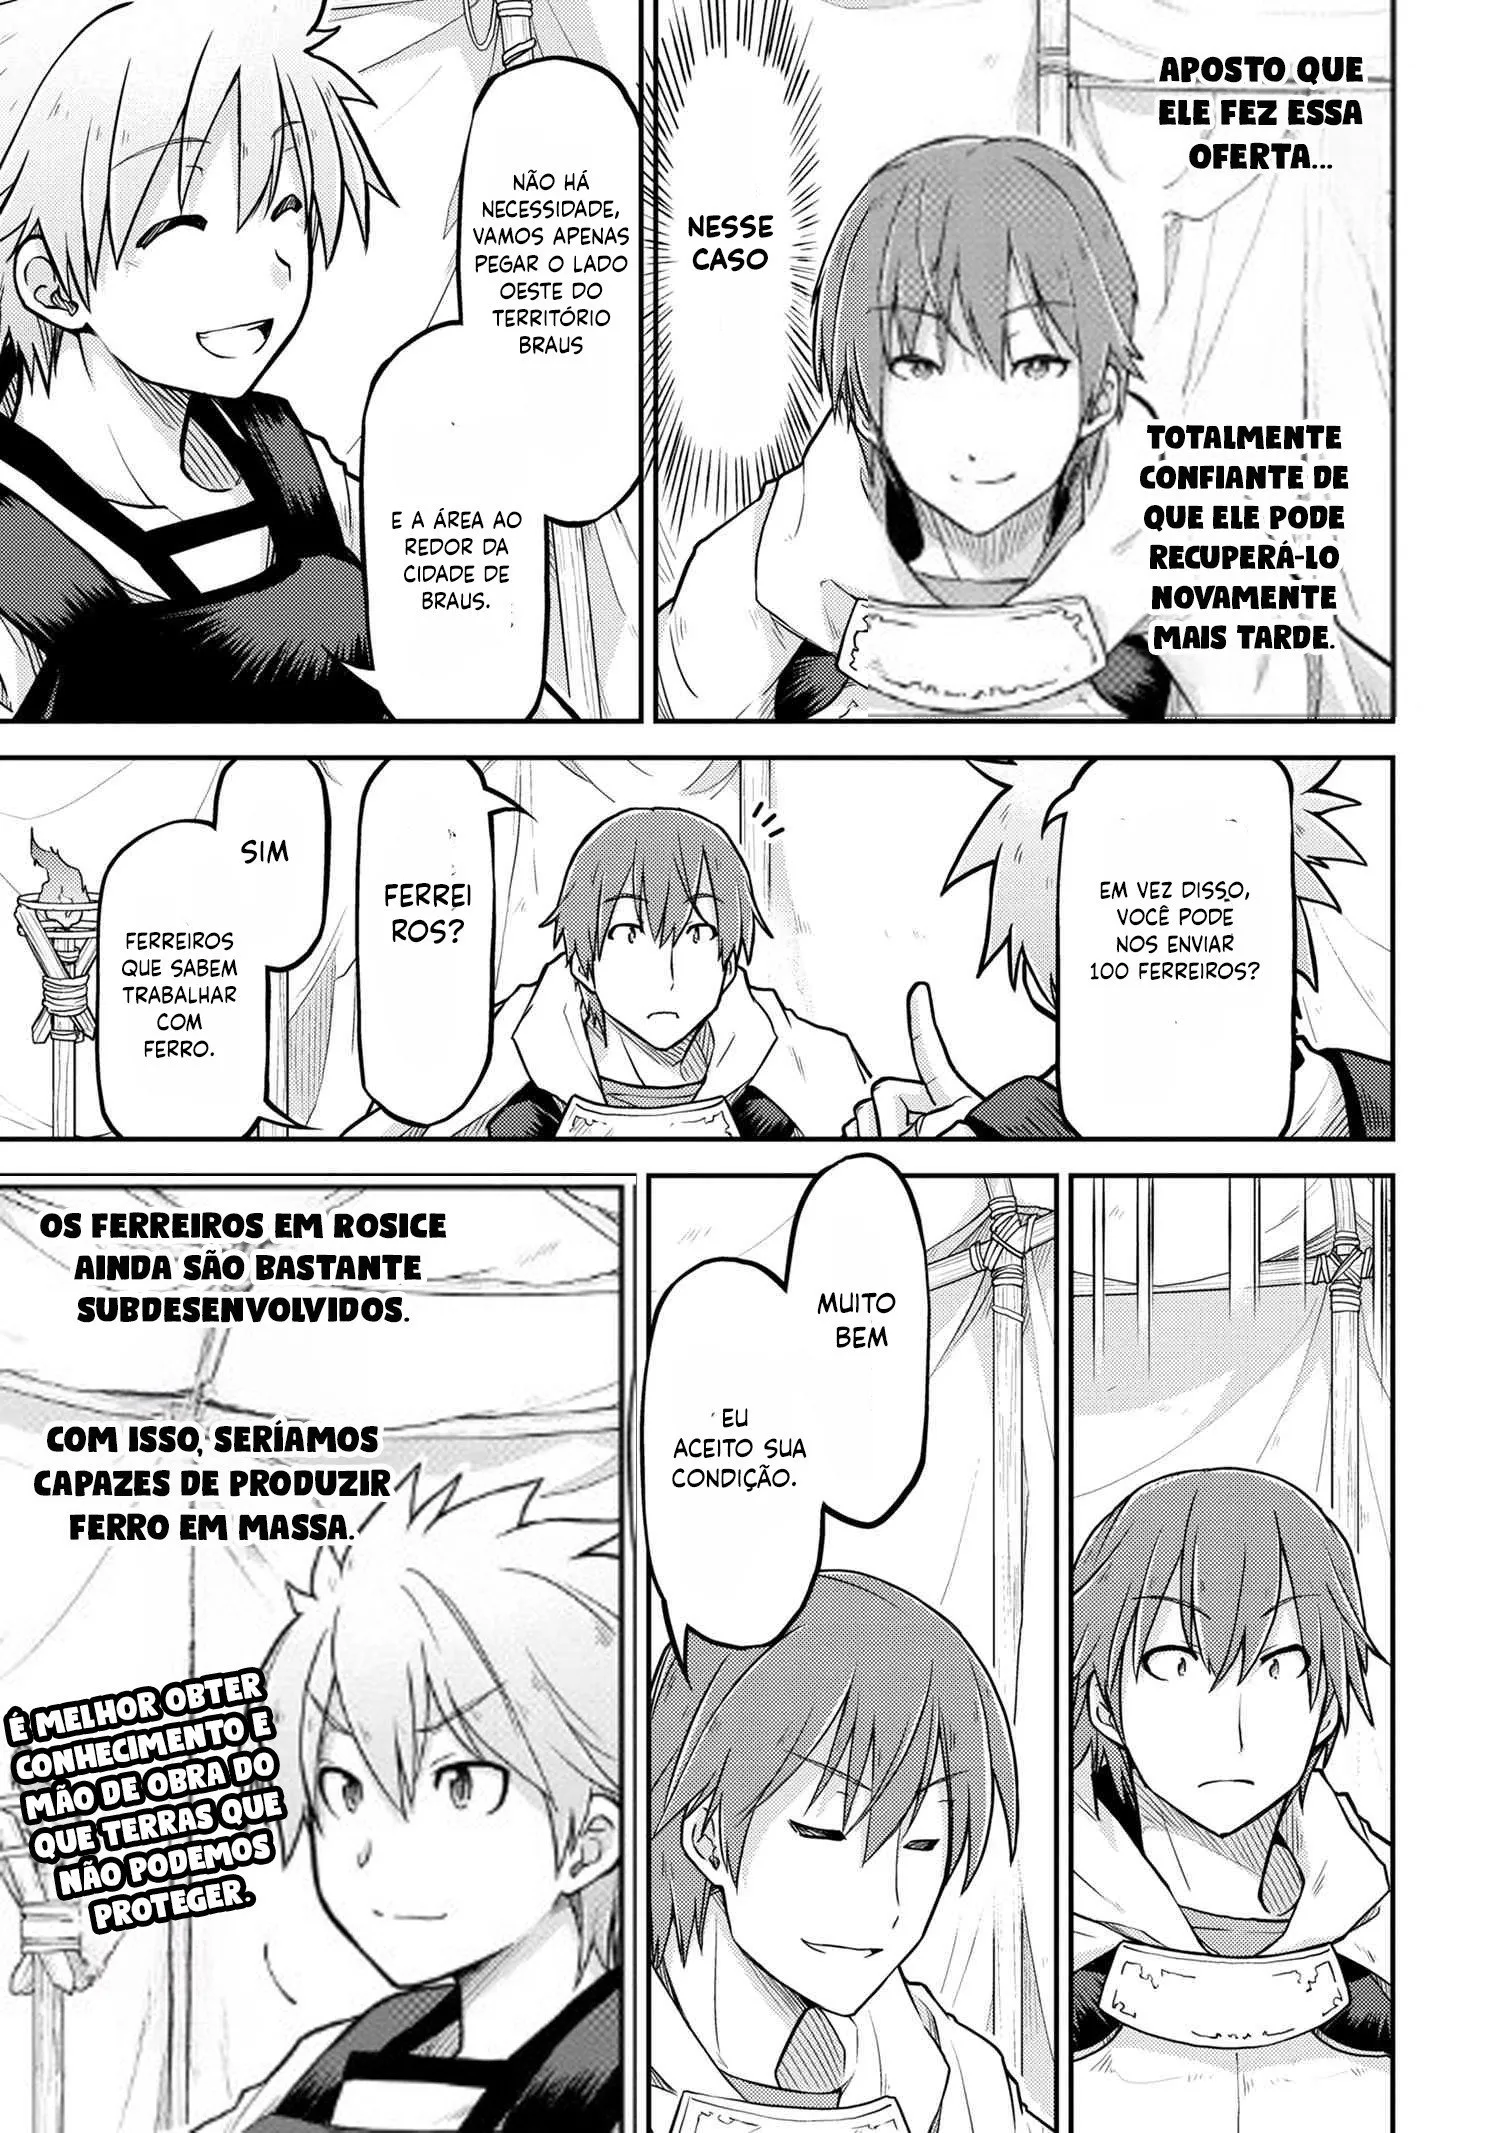 APOSTO QUE
ELE FEZ ESSA
OFERTA...
TOTALMENTE
CONFIANTE DE
QUE ELE PODE
RECUPERÁ-LO
NOVAMENTE
MAIS TARDE.
NESSE
CASO
NÃO HÁ
NECESSIDADE,
VAMOS APENAS
PEGAR O LADO
OESTE DO
TERRITÓRIO
BRAUS
E A ÁREA AO
REDOR DA
CIDADE DE
BRAUS.
EM VEZ DISSO,
VOCÊ PODE
NOS ENVIAR
100 FERREIROS?
FERREI
ROS?
SIM
FERREIROS
QUE SABEM
TRABALHAR
COM
FERRO.
MUITO
BEM
EU
ACEITO SUA
CONDIÇÃO.
OS FERREIROS EM ROSICE
AINDA SÃO BASTANTE
SUBDESENVOLVIDOS.
COM ISSO, SERÍAMOS
CAPAZES DE PRODUZIR
FERRO EM MASSA.
É MELHOR OBTER
CONHECIMENTO E
MÃO DE OBRA DO
QUE TERRAS QUE
NÃO PODEMOS
PROTEGER.